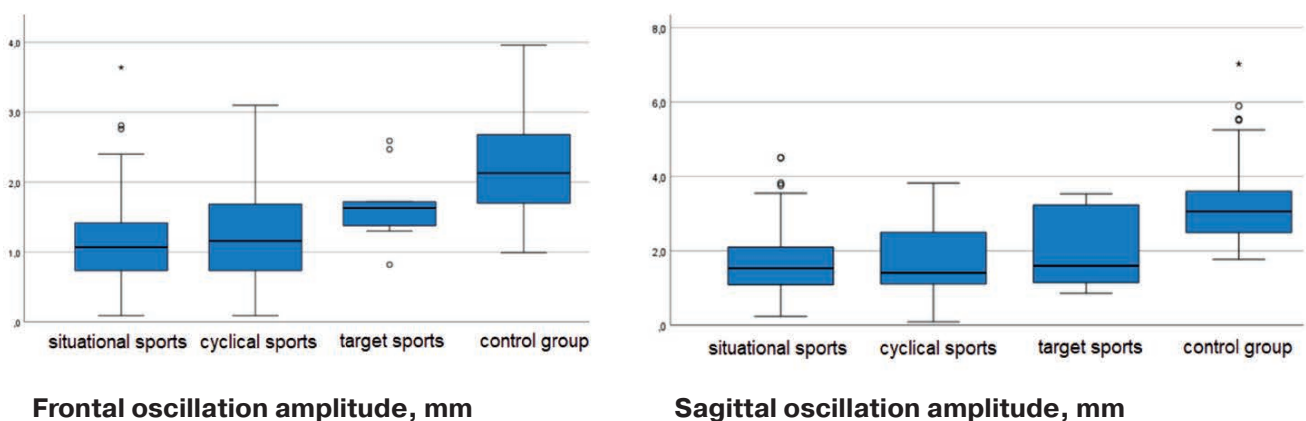 4,0
3,0
2,0
1,0
,0
situational sports cyclical sports target sports control group
Frontal oscillation amplitude, mm
8,0
6,0
4,0
2,0
,0
situational sports cyclical sports target sports control group
Sagittal oscillation amplitude, mm